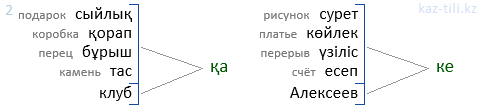 2 kaz-tili.kz
подарок сыйлық
коробка қорап
перец бұрыш
камень тас
клуб
қа
рисунок сурет
платье көйлек
перерыв үзіліс
счёт есеп
Алексеев
ке